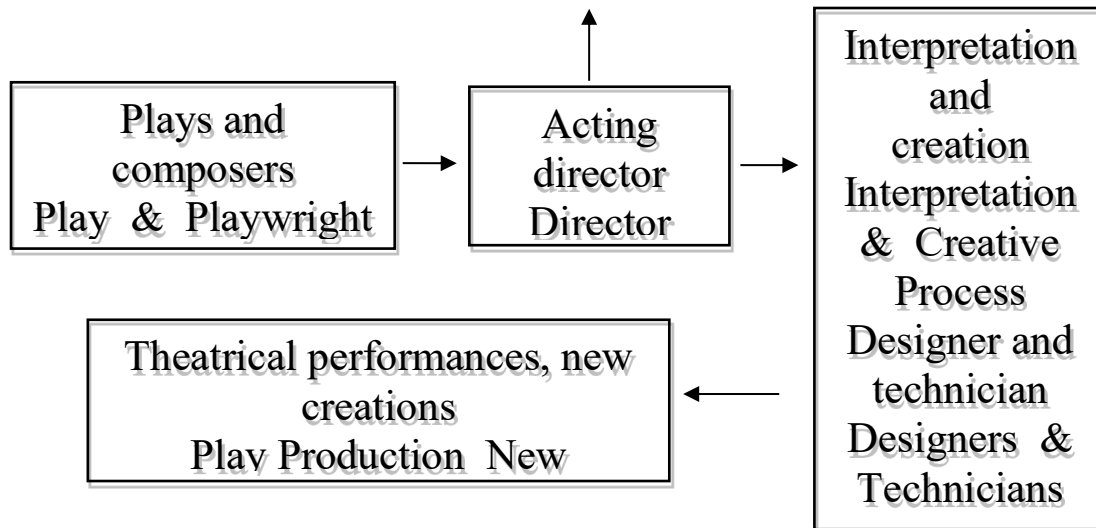 Plays and
composers
Play & Playwright
Acting
director
Director
Interpretation
and
creation
Interpretation
& Creative
Process
Designer and
technician
Designers &
Technicians
Theatrical performances, new
creations
Play Production New